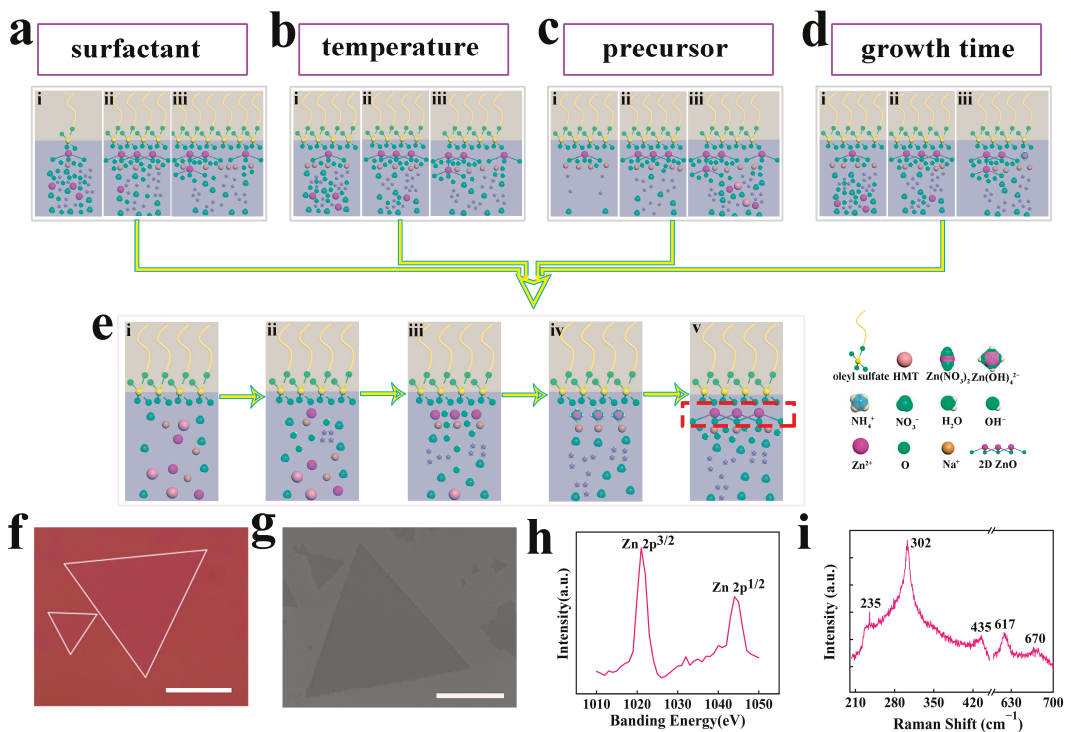 a surfactant
b temperature
c precursor
d growth time
i ii iii
i ii iii
i ii iii
i ii iii
e
i ii iii iv v
oleyl sulfate HMT Zn(NO₃)₂ Zn(OH)₄²⁻
NH₄⁺ NO₃⁻ H₂O OH⁻
Zn²⁺ O Na⁺ 2D ZnO
f
g
h
Zn 2p3/2
Zn 2p1/2
Intensity(a.u.)
1010 1020 1030 1040 1050
Banding Energy(eV)
i
302
235
435 617
670
Intensity (a.u.)
210 280 350 420 630 700
Raman Shift (cm⁻¹)